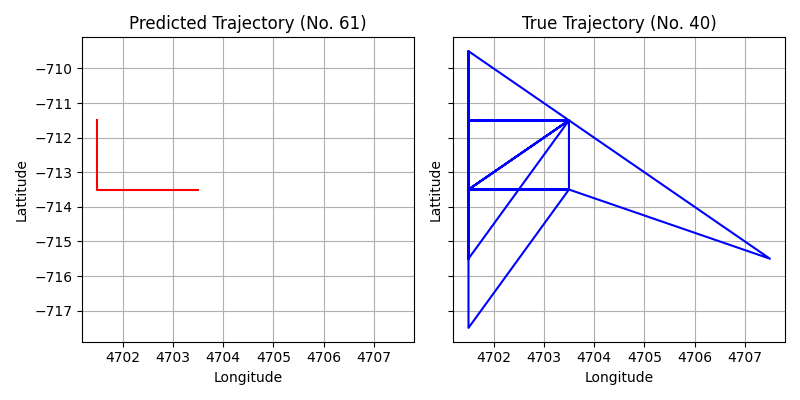 Predicted Trajectory (No. 61)
−710
−711
−712
−713
−714
−715
−716
−717
Lattitude
4702 4703 4704 4705 4706 4707
Longitude
True Trajectory (No. 40)
Lattitude
4702 4703 4704 4705 4706 4707
Longitude